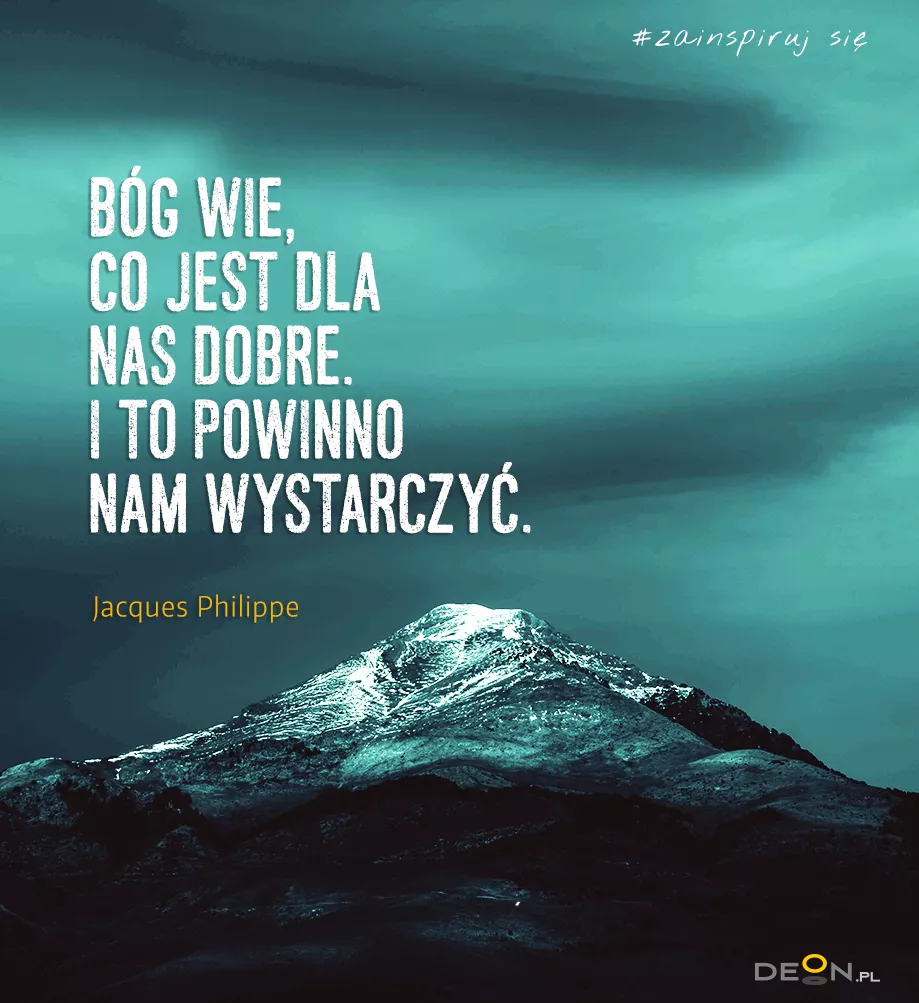 #zainspiruj się
BÓG WIE,
CO JEST DLA
NAS DOBRE.
I TO POWINNO
NAM WYSTARCZYĆ.
Jacques Philippe
DEON.PL